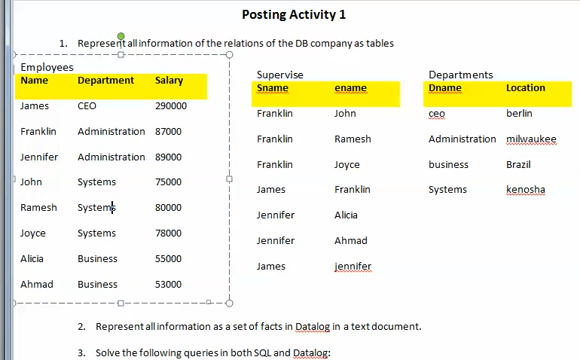 Posting Activity 1
1. Represent all information of the relations of the DB company as tables
Employees
Name Department Salary
James CEO 290000
Franklin Administration 87000
Jennifer Administration 89000
John Systems 75000
Ramesh Systems 80000
Joyce Systems 78000
Alicia Business 55000
Ahmad Business 53000
Supervise
Sname ename
Franklin John
Franklin Ramesh
Franklin Joyce
James Franklin
Jennifer Alicia
Jennifer Ahmad
James jennifer
Departments
Dname Location
ceo berlin
Administration milwaukee
business Brazil
Systems kenosha
2. Represent all information as a set of facts in Datalog in a text document.
3. Solve the following queries in both SQL and Datalog: